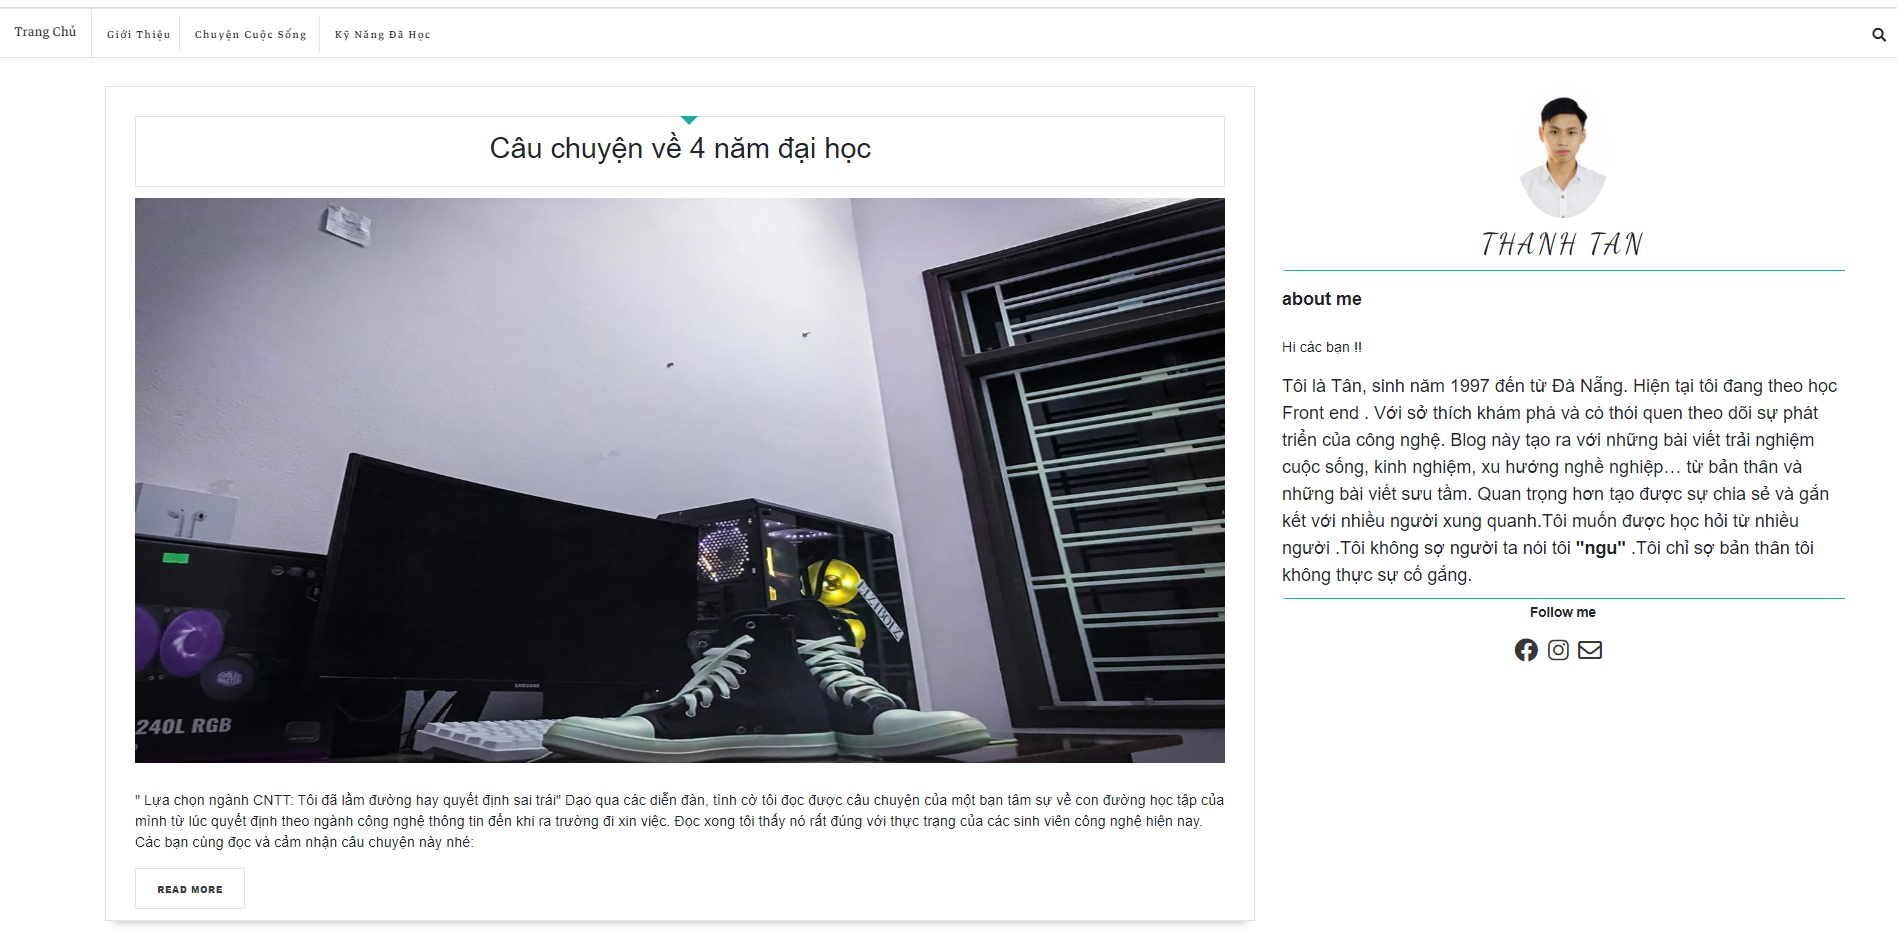 Trang Chủ
Giới Thiệu
Chuyện Cuộc Sống
Kỹ Năng Đã Học
Câu chuyện về 4 năm đại học
240L RGB
SAMSUNG
" Lựa chọn ngành CNTT: Tôi đã lầm đường hay quyết định sai trái" Dạo qua các diễn đàn, tình cờ tôi đọc được câu chuyện của một bạn tâm sự về con đường học tập của
mình từ lúc quyết định theo ngành công nghệ thông tin đến khi ra trường đi xin việc. Đọc xong tôi thấy nó rất đúng với thực trạng của các sinh viên công nghệ hiện nay.
Các bạn cùng đọc và cảm nhận câu chuyện này nhé:
READ MORE
THANH TAN
about me
Hi các bạn !!
Tôi là Tân, sinh năm 1997 đến từ Đà Nẵng. Hiện tại tôi đang theo học
Front end . Với sở thích khám phá và có thói quen theo dõi sự phát
triển của công nghệ. Blog này tạo ra với những bài viết trải nghiệm
cuộc sống, kinh nghiệm, xu hướng nghề nghiệp… từ bản thân và
những bài viết sưu tầm. Quan trọng hơn tạo được sự chia sẻ và gắn
kết với nhiều người xung quanh.Tôi muốn được học hỏi từ nhiều
người .Tôi không sợ người ta nói tôi "ngu" .Tôi chỉ sợ bản thân tôi
không thực sự cố gắng.
Follow me